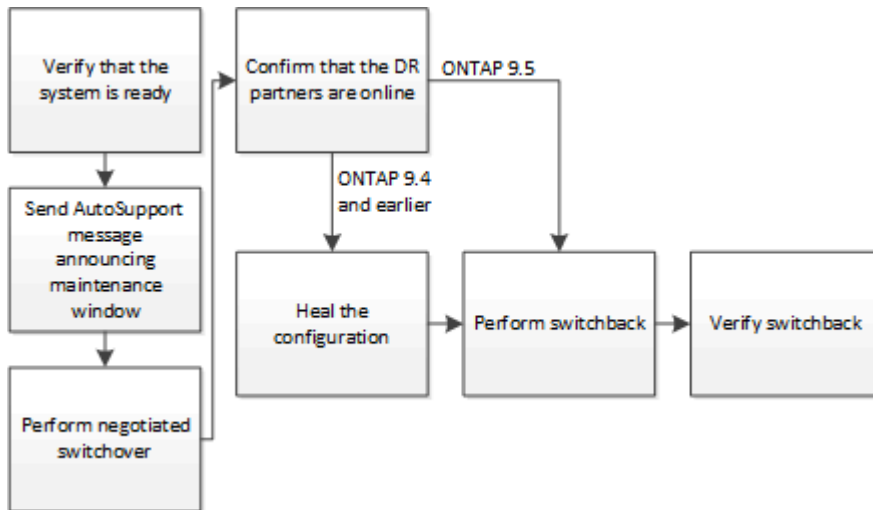 Verify that the
system is ready
Send AutoSupport
message
announcing
maintenance
window
Perform negotiated
switchover
Confirm that the DR
partners are online
ONTAP 9.5
ONTAP 9.4
and earlier
Heal the
configuration
Perform switchback
Verify switchback